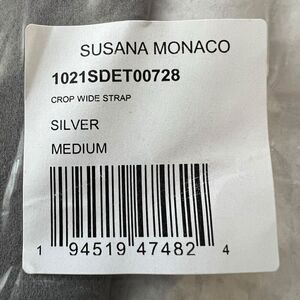 SUSANA MONACO
1021SDET00728
CROP WIDE STRAP
SILVER
MEDIUM
1 94519 47482 4